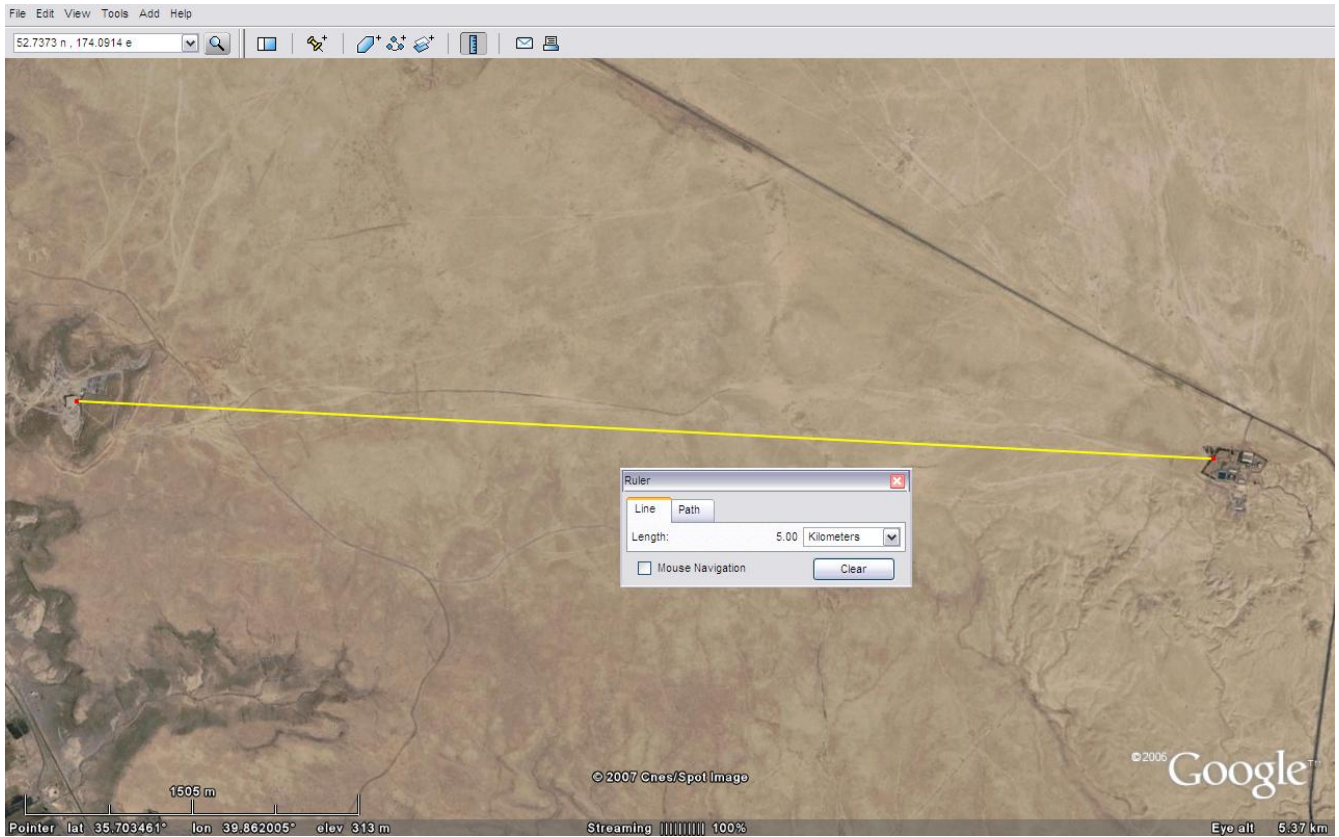 File Edit View Tools Add Help
52.7373 n , 174.0914 e
Ruler
Line Path
Length: 5.00 Kilometers
Mouse Navigation Clear
©2006 Google™
© 2007 Cnes/Spot Image
1505 m
Pointer lat 35.703461° lon 39.862005° elev 313 m Streaming |||||||||| 100% Eye alt 5.37 km